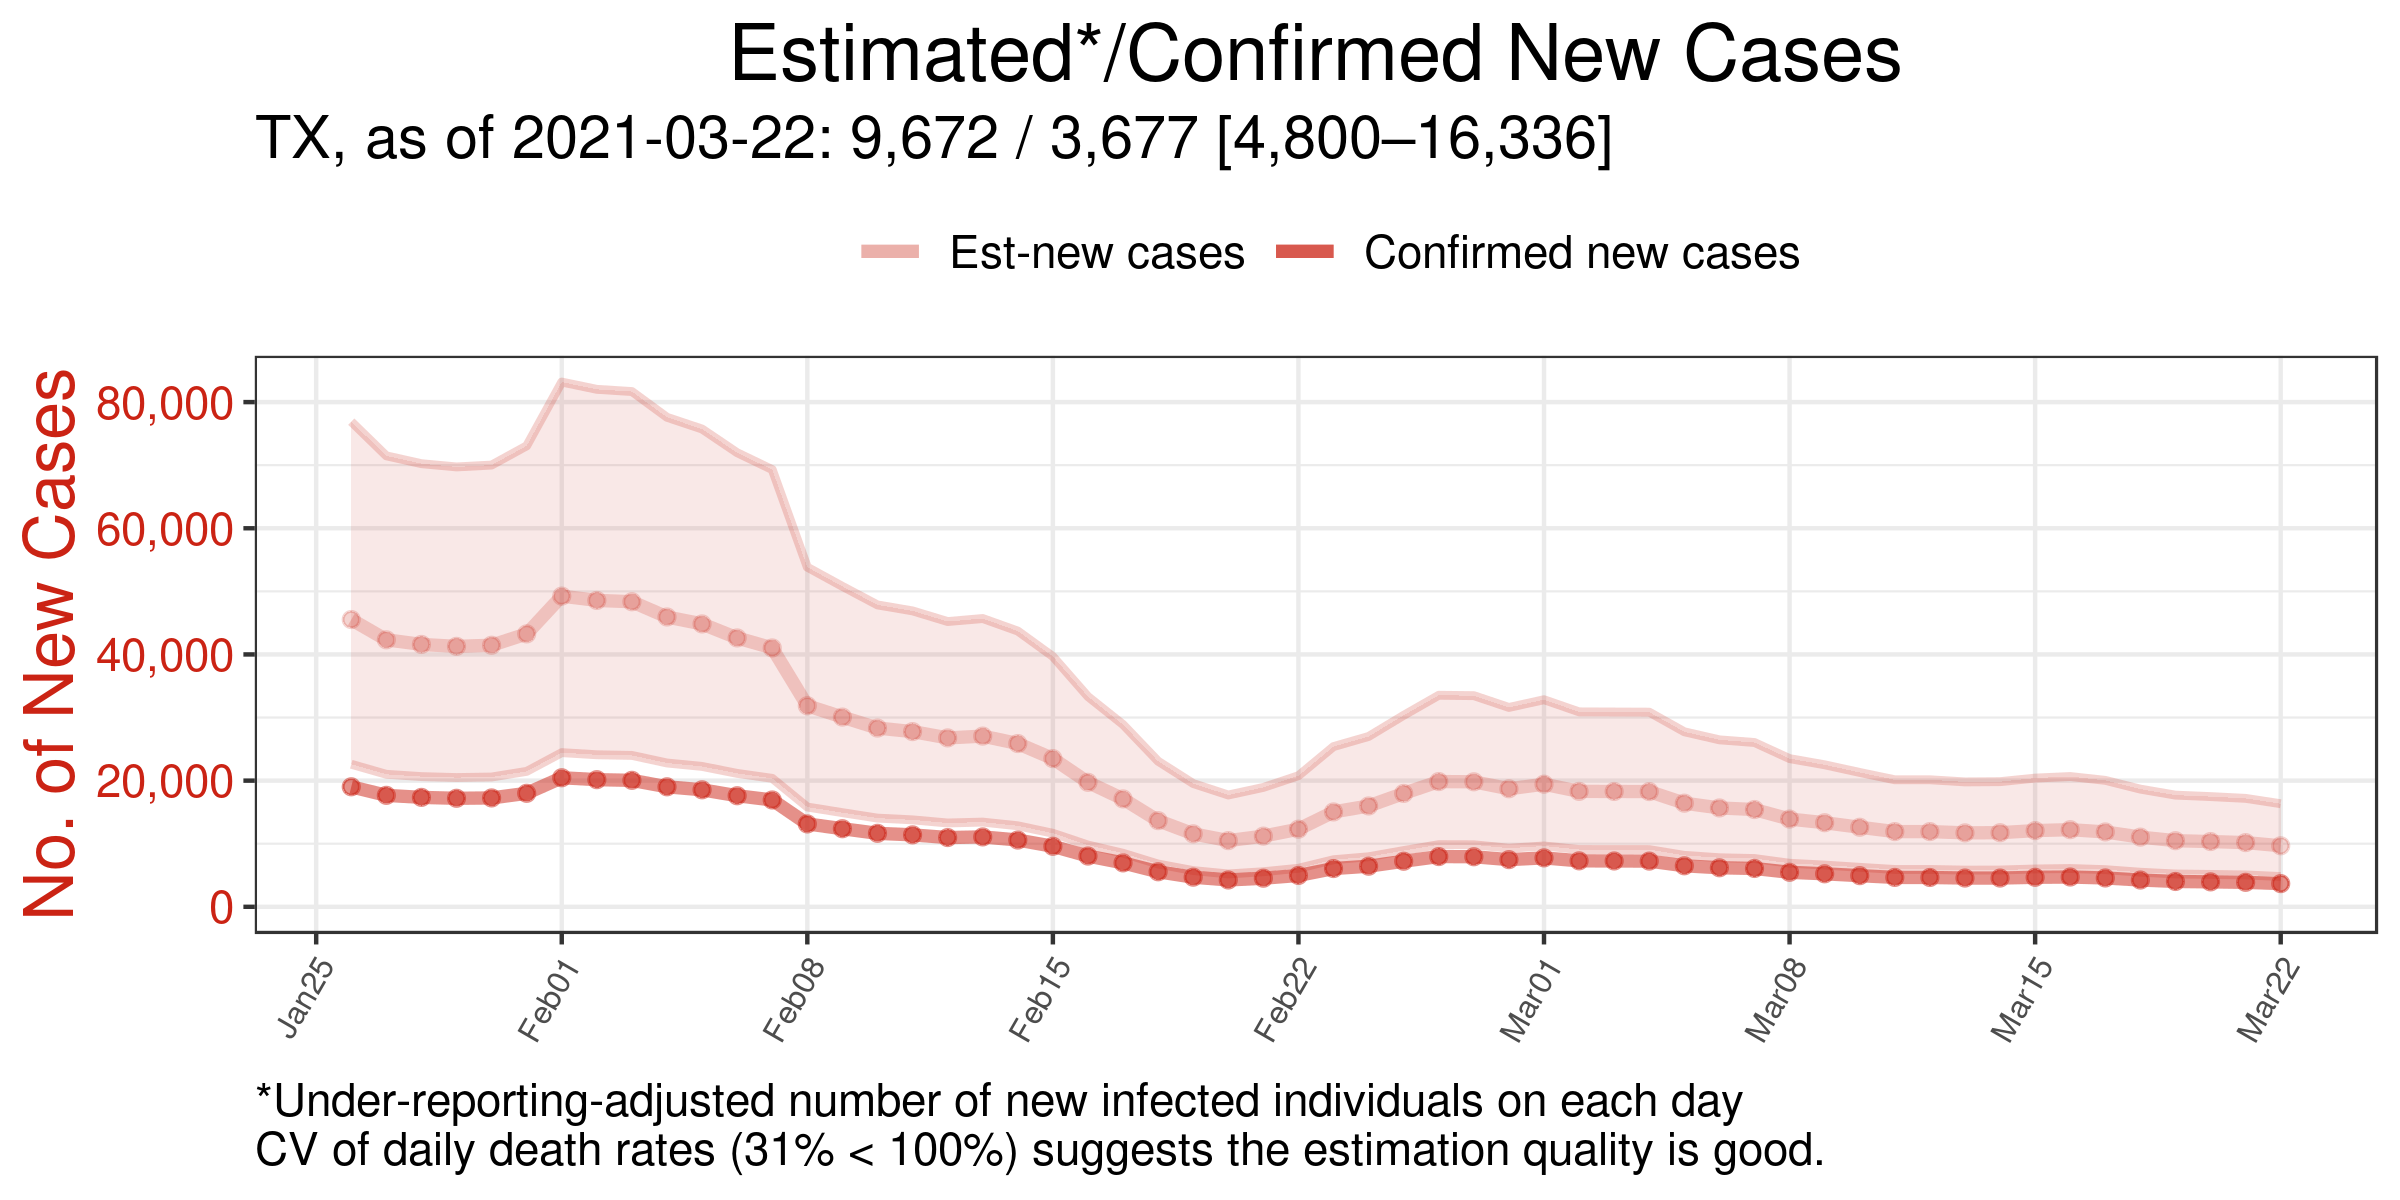 Estimated*/Confirmed New Cases
TX, as of 2021-03-22: 9,672 / 3,677 [4,800–16,336]
Est-new cases
Confirmed new cases
No. of New Cases
80,000
60,000
40,000
20,000
0
Jan25
Feb01
Feb08
Feb15
Feb22
Mar01
Mar08
Mar15
Mar22
*Under-reporting-adjusted number of new infected individuals on each day
CV of daily death rates (31% < 100%) suggests the estimation quality is good.